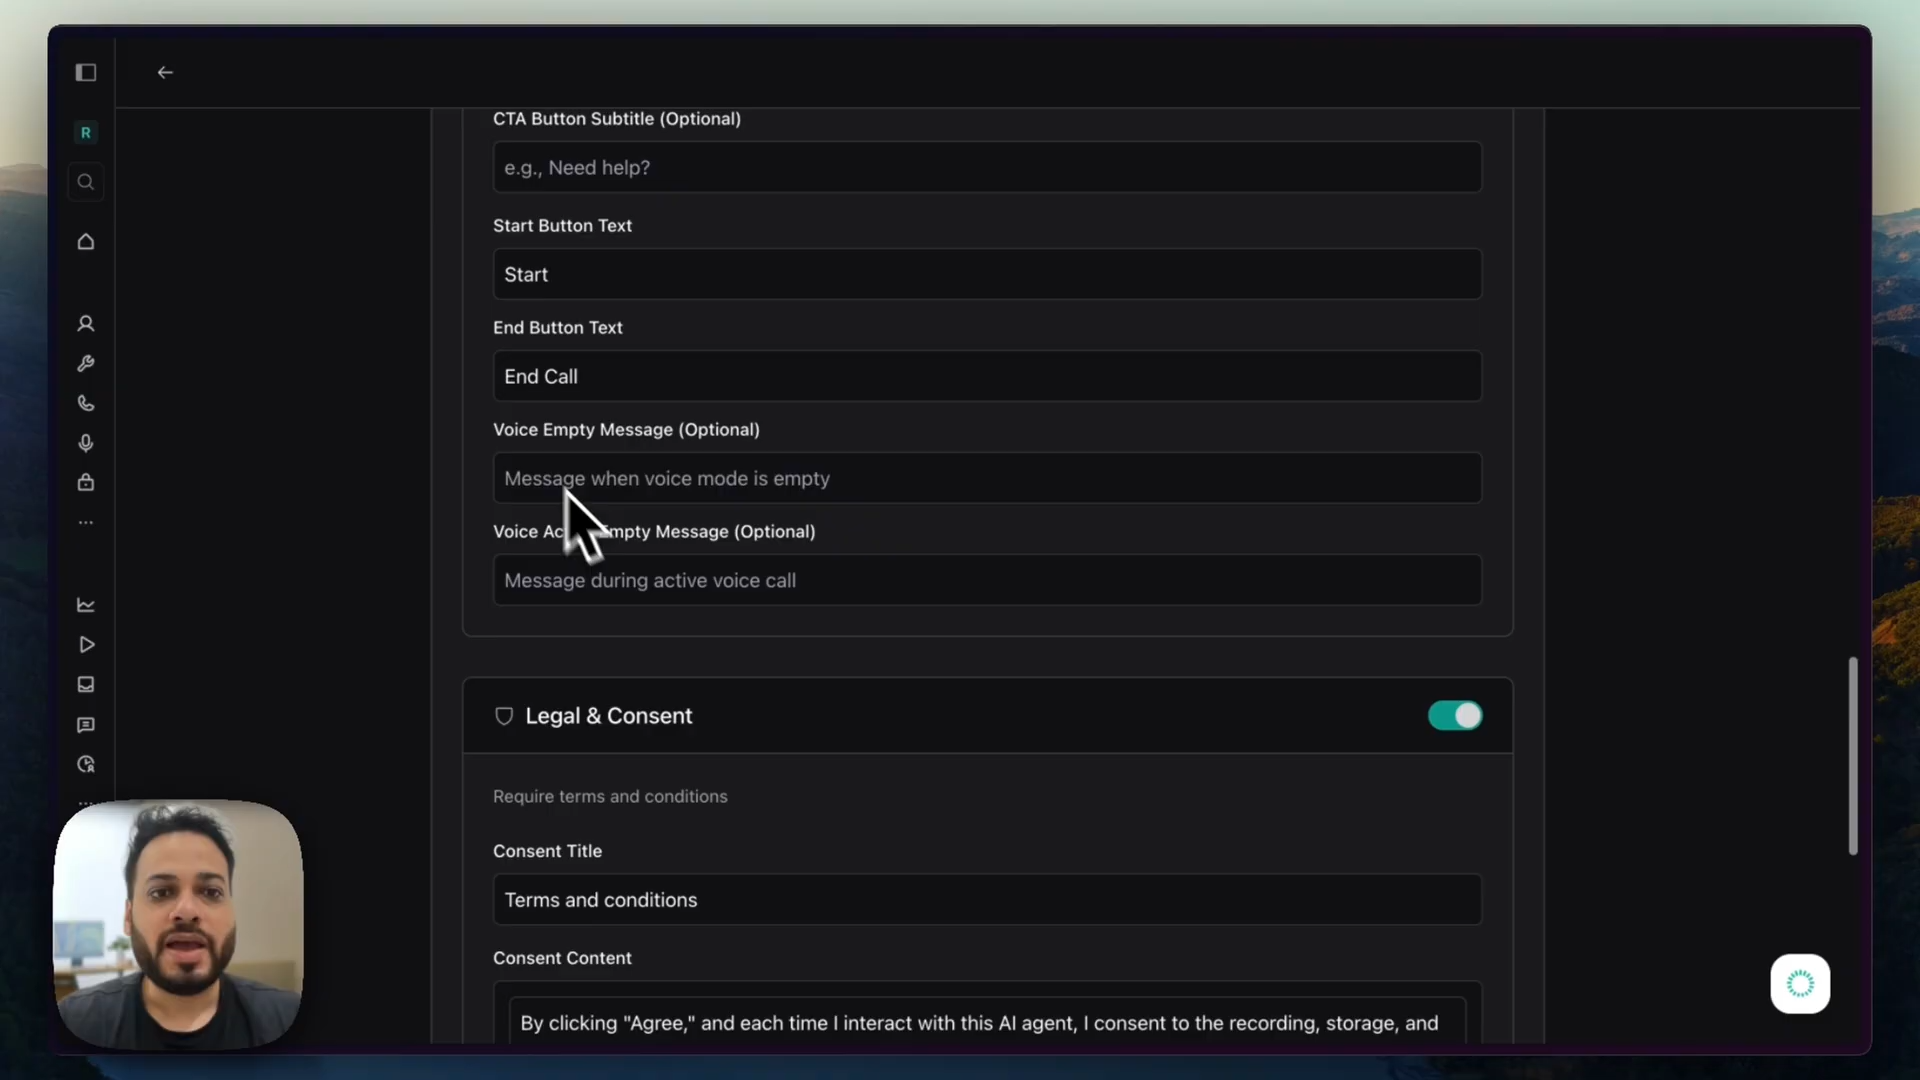 R
CTA Button Subtitle (Optional)
e.g., Need help?
Start Button Text
Start
End Button Text
End Call
Voice Empty Message (Optional)
Message when voice mode is empty
Voice Empty Message (Optional)
Message during active voice call
Legal & Consent
Require terms and conditions
Consent Title
Terms and conditions
Consent Content
By clicking "Agree," and each time I interact with this AI agent, I consent to the recording, storage, and